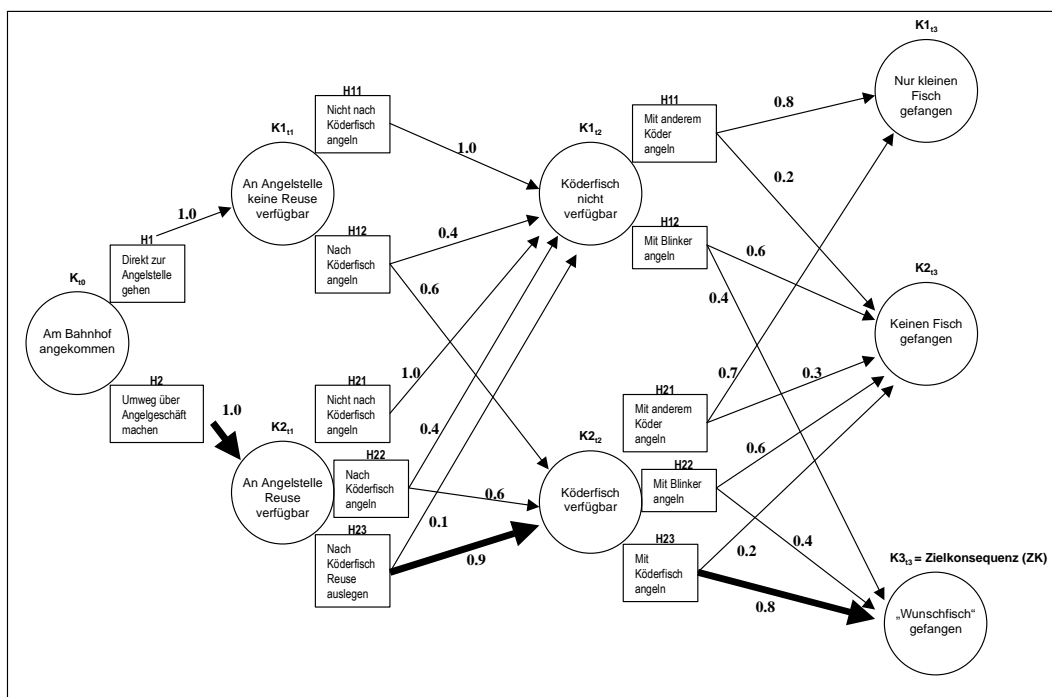 K1t3
Nur kleinen
Fisch
gefangen
H11
Nicht nach
Köderfisch
angeln
K1t1
An Angelstelle
keine Reuse
verfügbar
H12
Nach
Köderfisch
angeln
1.0
0.4
0.6
K1t2
Köderfisch
nicht
verfügbar
H11
Mit anderem
Köder
angeln
0.8
0.2
H12
Mit Blinker
angeln
0.6
0.4
1.0
H1
Direkt zur
Angelstelle
gehen
Kt0
Am Bahnhof
angekommen
H2
Umweg über
Angelgeschäft
machen
1.0
K2t3
Keinen Fisch
gefangen
H21
Nicht nach
Köderfisch
angeln
1.0
K2t1
An Angelstelle
Reuse
verfügbar
H22
Nach
Köderfisch
angeln
0.4
0.6
H23
Nach
Köderfisch
Reuse
auslegen
0.1
0.9
0.7
0.3
H21
Mit anderem
Köder
angeln
K2t2
Köderfisch
verfügbar
H22
Mit Blinker
angeln
0.6
0.4
H23
Mit
Köderfisch
angeln
0.2
0.8
K3t3 = Zielkonsequenz (ZK)
„Wunschfisch“
gefangen